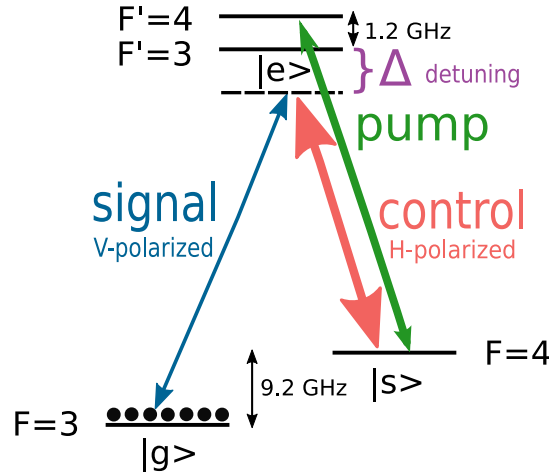 F'=4
1.2 GHz
F'=3
|e>
} Δ detuning
pump
signal
V-polarized
control
H-polarized
F=4
|s>
9.2 GHz
F=3
|g>